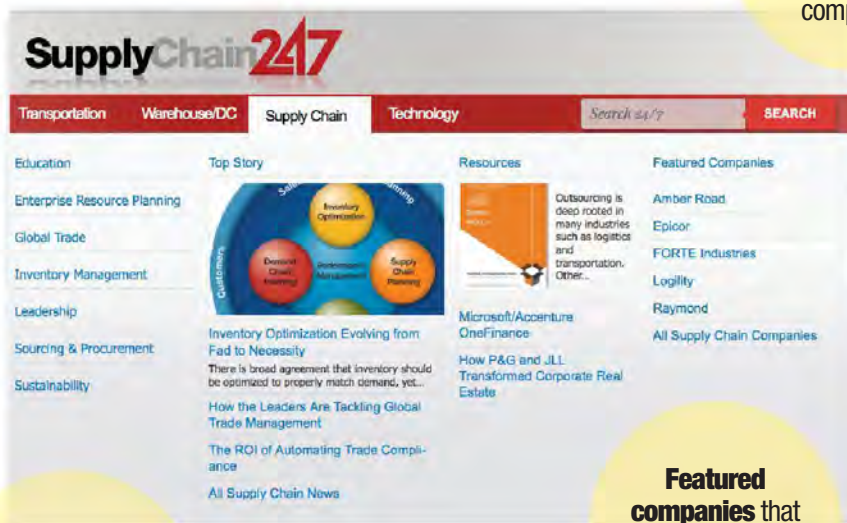 comp
SupplyChain247
Transportation Warehouse/DC Supply Chain Technology Search 24/7 SEARCH
Education
Enterprise Resource Planning
Global Trade
Inventory Management
Leadership
Sourcing & Procurement
Sustainability
Top Story
Customers
Inventory
Optimization
Demand
Chain
Planning
Performance
Management
Supply
Chain
Planning
Inventory Optimization Evolving from
Fad to Necessity
There is broad agreement that inventory should
be optimized to properly match demand, yet...
How the Leaders Are Tackling Global
Trade Management
The ROI of Automating Trade Compli-
ance
All Supply Chain News
Resources
Outsourcing is
deep rooted in
many industries
such as logistics
and
transportation.
Other...
Microsoft/Accenture
OneFinance
How P&G and JLL
Transformed Corporate Real
Estate
Featured Companies
Amber Road
Epicor
FORTE Industries
Logility
Raymond
All Supply Chain Companies
Featured
companies that